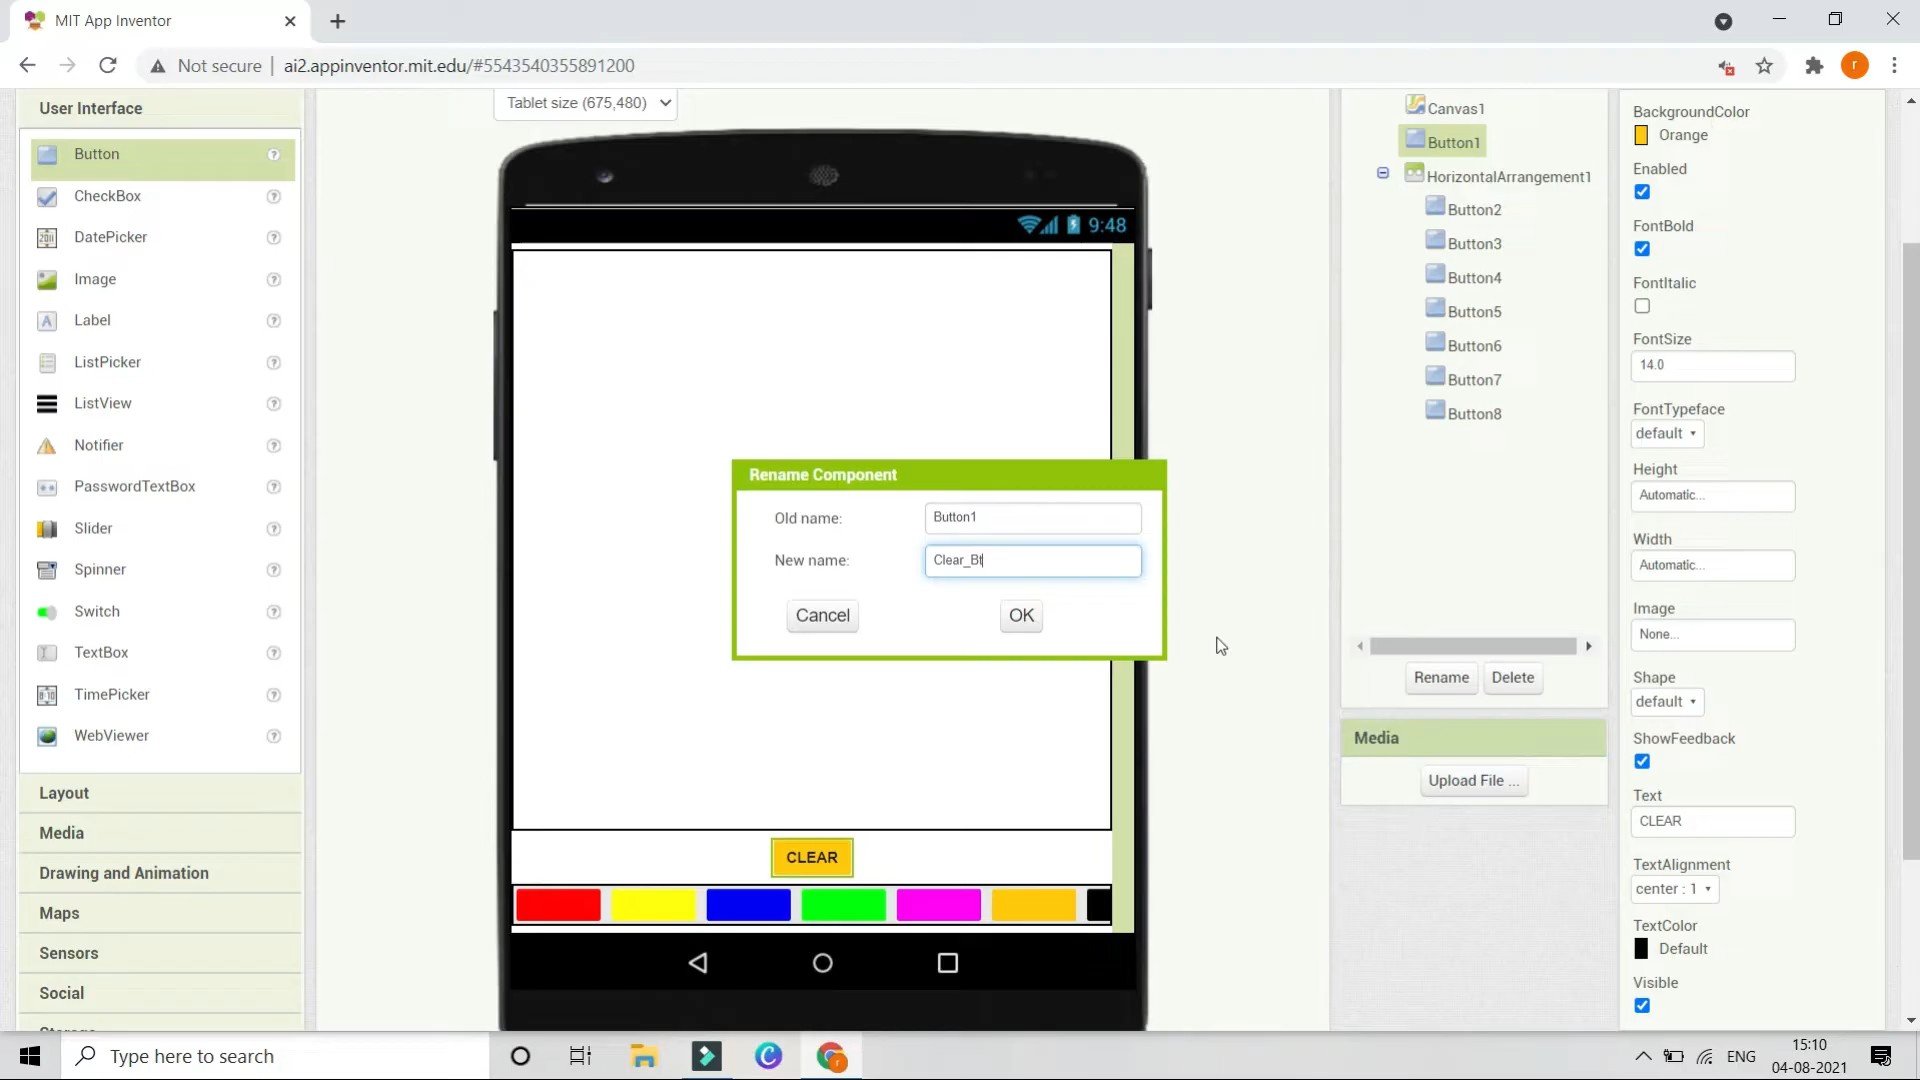 MIT App Inventor
Not secure
ai2.appinventor.mit.edu/#5543540355891200
r
User Interface
Button
CheckBox
DatePicker
Image
Label
ListPicker
ListView
Notifier
PasswordTextBox
Slider
Spinner
Switch
TextBox
TimePicker
WebViewer
Layout
Media
Drawing and Animation
Maps
Sensors
Social
Tablet size (675,480)
9:48
Rename Component
Old name: Button1
New name: Clear_Bt
Cancel
OK
CLEAR
Canvas1
Button1
HorizontalArrangement1
Button2
Button3
Button4
Button5
Button6
Button7
Button8
Rename
Delete
Media
Upload File ...
BackgroundColor
Orange
Enabled
FontBold
FontItalic
FontSize
14.0
FontTypeface
default
Height
Automatic...
Width
Automatic...
Image
None...
Shape
default
ShowFeedback
Text
CLEAR
TextAlignment
center : 1
TextColor
Default
Visible
Type here to search
ENG
15:10
04-08-2021